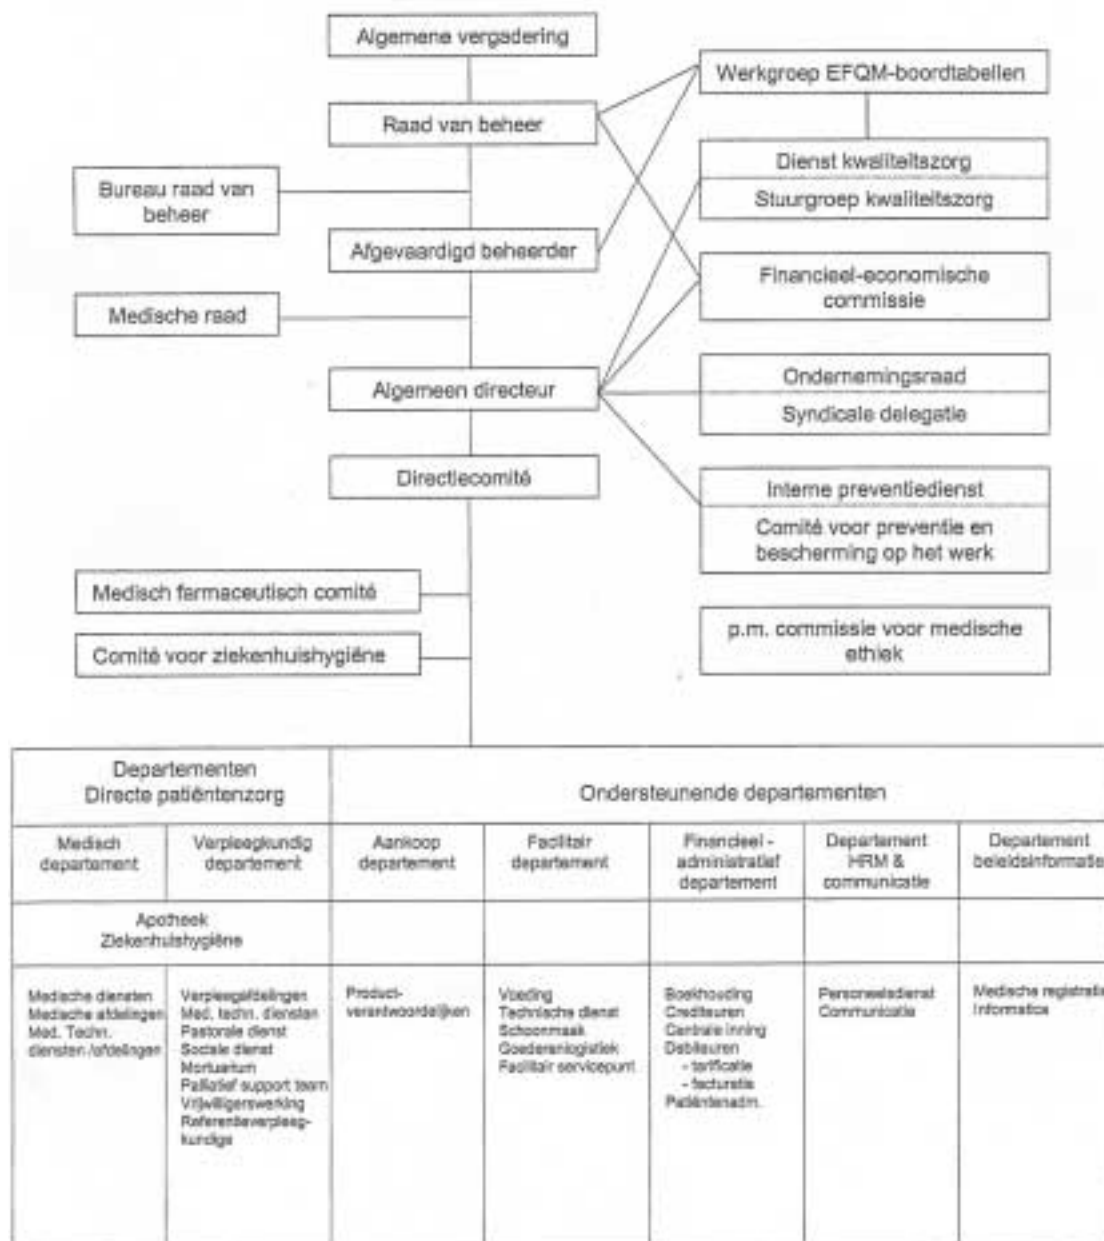 Algemene vergadering
Raad van beheer
Bureau raad van
beheer
Afgevaardigd beheerder
Medische raad
Algemeen directeur
Directiecomité
Medisch farmaceutisch comité
Comité voor ziekenhuishygiëne
Werkgroep EFQM-boordtabellen
Dienst kwaliteitszorg
Stuurgroep kwaliteitszorg
Financieel-economische
commissie
Ondernemingsraad
Syndicale delegatie
Interne preventiedienst
Comité voor preventie en
bescherming op het werk
p.m. commissie voor medische
ethiek
Departementen
Directe patiëntenzorg
Ondersteunende departementen
Medisch
departement
Verpleegkundig
departement
Aankoop
departement
Facilitair
departement
Financieel -
administratief
departement
Departement
HRM &
communicatie
Departement
beleidsinformatie
Apotheek
Ziekenhuishygiëne
Medische diensten
Medische afdelingen
Med. Techn.
diensten /afdelingen
Verpleegafdelingen
Med. techn. diensten
Pastorale dienst
Sociale dienst
Mortuarium
Palliatief support team
Vrijwilligerswerking
Referentieverpleeg-
kundige
Product-
verantwoordelijken
Voeding
Technische dienst
Schoonmaak
Goederenlogistiek
Facilitair servicepunt
Boekhouding
Crediteuren
Centrale inning
Debiteuren
- tarificatie
- facturatie
Patiëntenadm.
Personeelsdienst
Communicatie
Medische registratie
Informatica